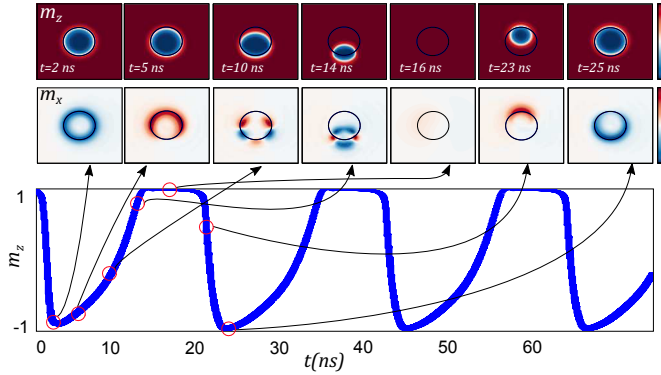 m_z
t=2 ns t=5 ns t=10 ns t=14 ns t=16 ns t=23 ns t=25 ns
m_x
1
m_z
-1
0 10 20 30 40 50 60
t(ns)